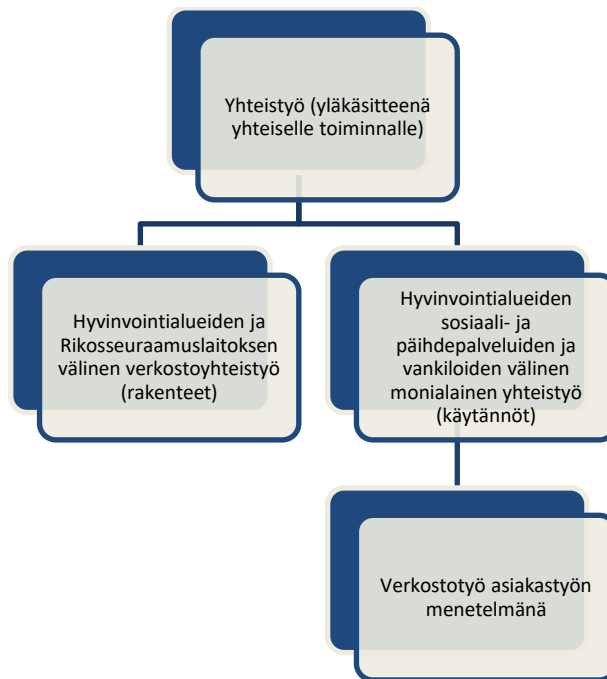 Yhteistyö (yläkäsitteenä
yhteiselle toiminnalle)
Hyvinvointialueiden ja
Rikosseuraamuslaitoksen
välinen verkostoyhteistyö
(rakenteet)
Hyvinvointialueiden
sosiaali- ja
päihdepalveluiden ja
vankiloiden välinen
monialainen yhteistyö
(käytännöt)
Verkostotyö asiakastyön
menetelmänä